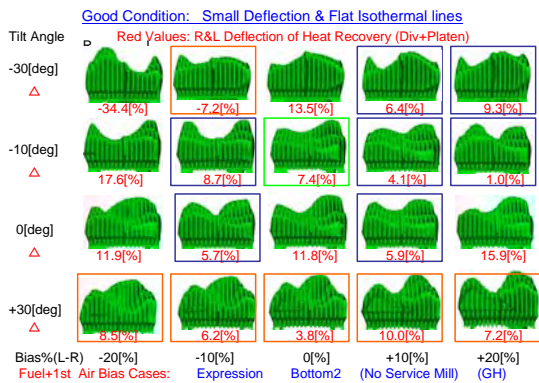 Good Condition: Small Deflection & Flat Isothermal lines
Tilt Angle
Red Values: R&L Deflection of Heat Recovery (Div+Platen)
-30[deg]
△
-34.4[%] -7.2[%] 13.5[%] 6.4[%] 9.3[%]
-10[deg]
△
17.6[%] 8.7[%] 7.4[%] 4.1[%] 1.0[%]
0[deg]
△
11.9[%] 5.7[%] 11.8[%] 5.9[%] 15.9[%]
+30[deg]
△
8.5[%] 6.2[%] 3.8[%] 10.0[%] 7.2[%]
Bias%(L-R) -20[%] -10[%] 0[%] +10[%] +20[%]
Fuel+1st Air Bias Cases: Expression Bottom2 (No Service Mill) (GH)